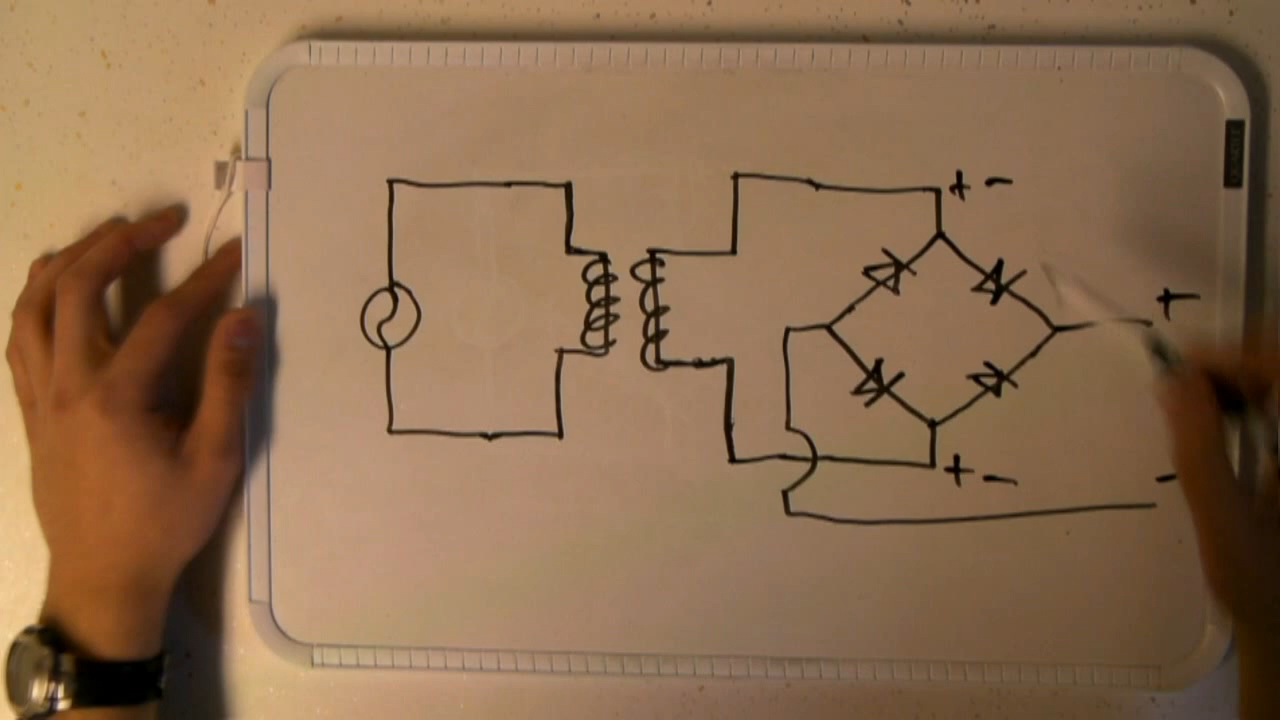 + -
+
+ -
-